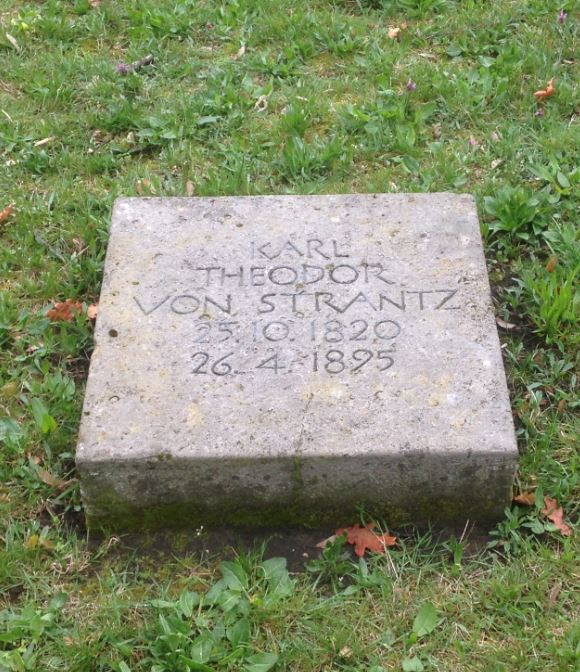 KARL
THEODOR
VON STRANTZ
25. 10. 1820
26. 4. 1895